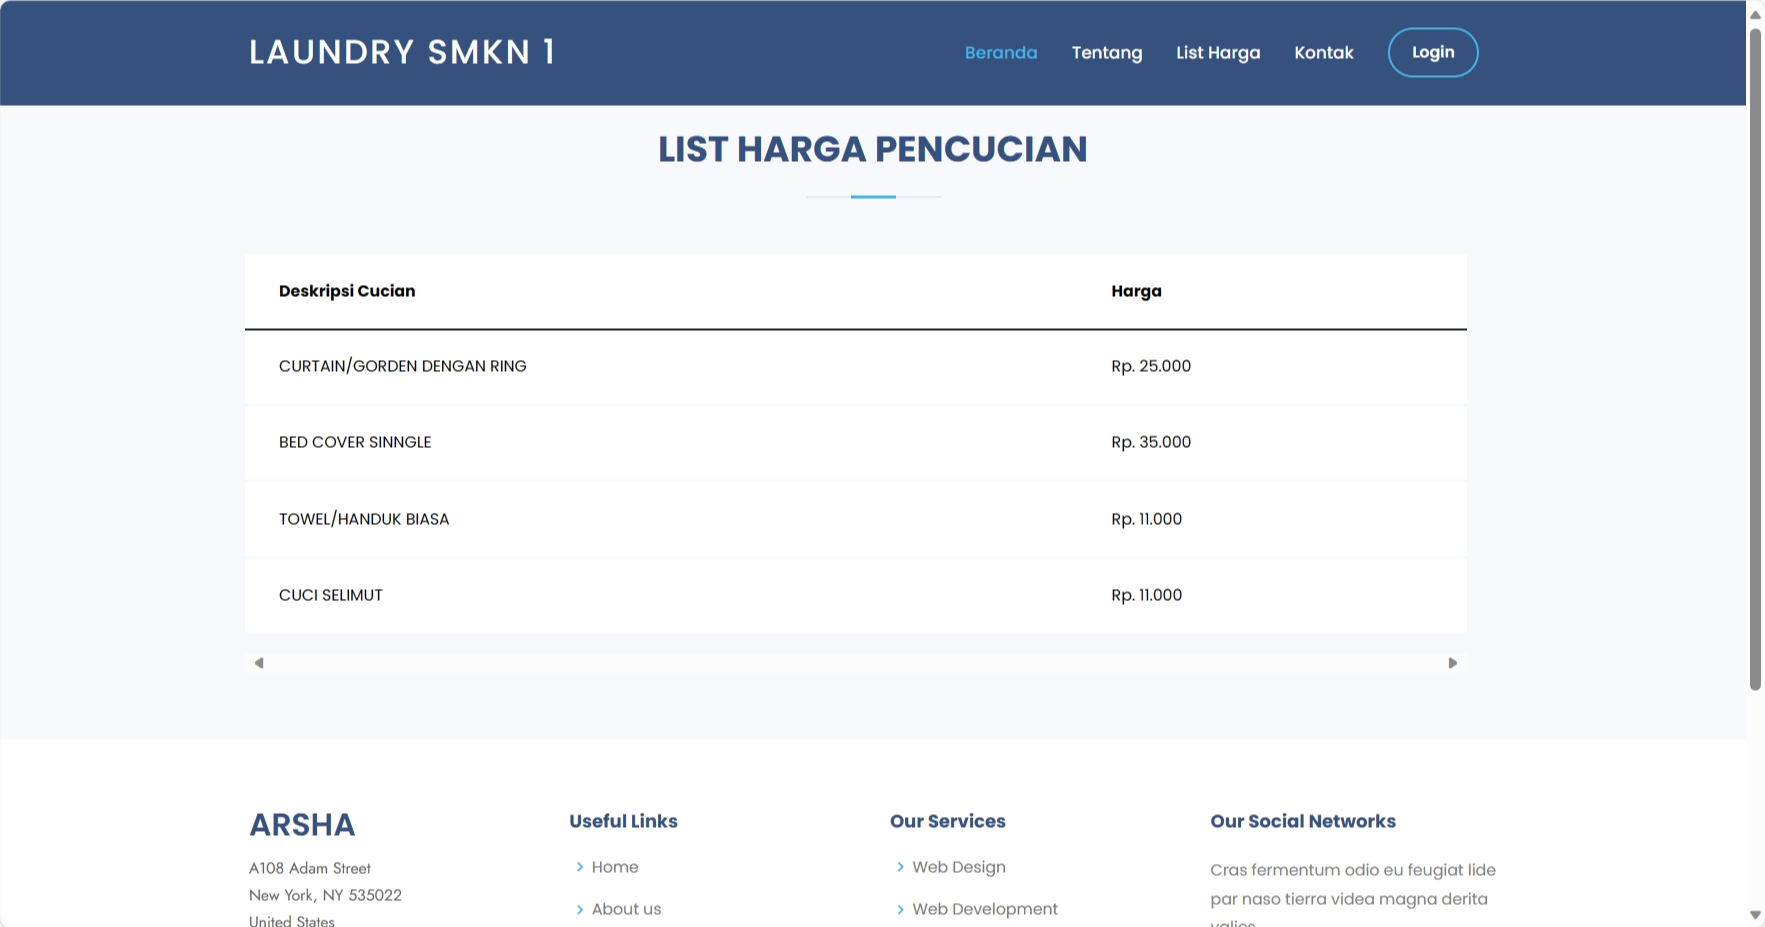 LAUNDRY SMKN 1
Beranda Tentang List Harga Kontak Login
LIST HARGA PENCUCIAN
Deskripsi Cucian Harga
CURTAIN/GORDEN DENGAN RING Rp. 25.000
BED COVER SINNGLE Rp. 35.000
TOWEL/HANDUK BIASA Rp. 11.000
CUCI SELIMUT Rp. 11.000
ARSHA
A108 Adam Street
New York, NY 535022
United States
Useful Links
Home
About us
Our Services
Web Design
Web Development
Our Social Networks
Cras fermentum odio eu feugiat lide
par naso tierra videa magna derita